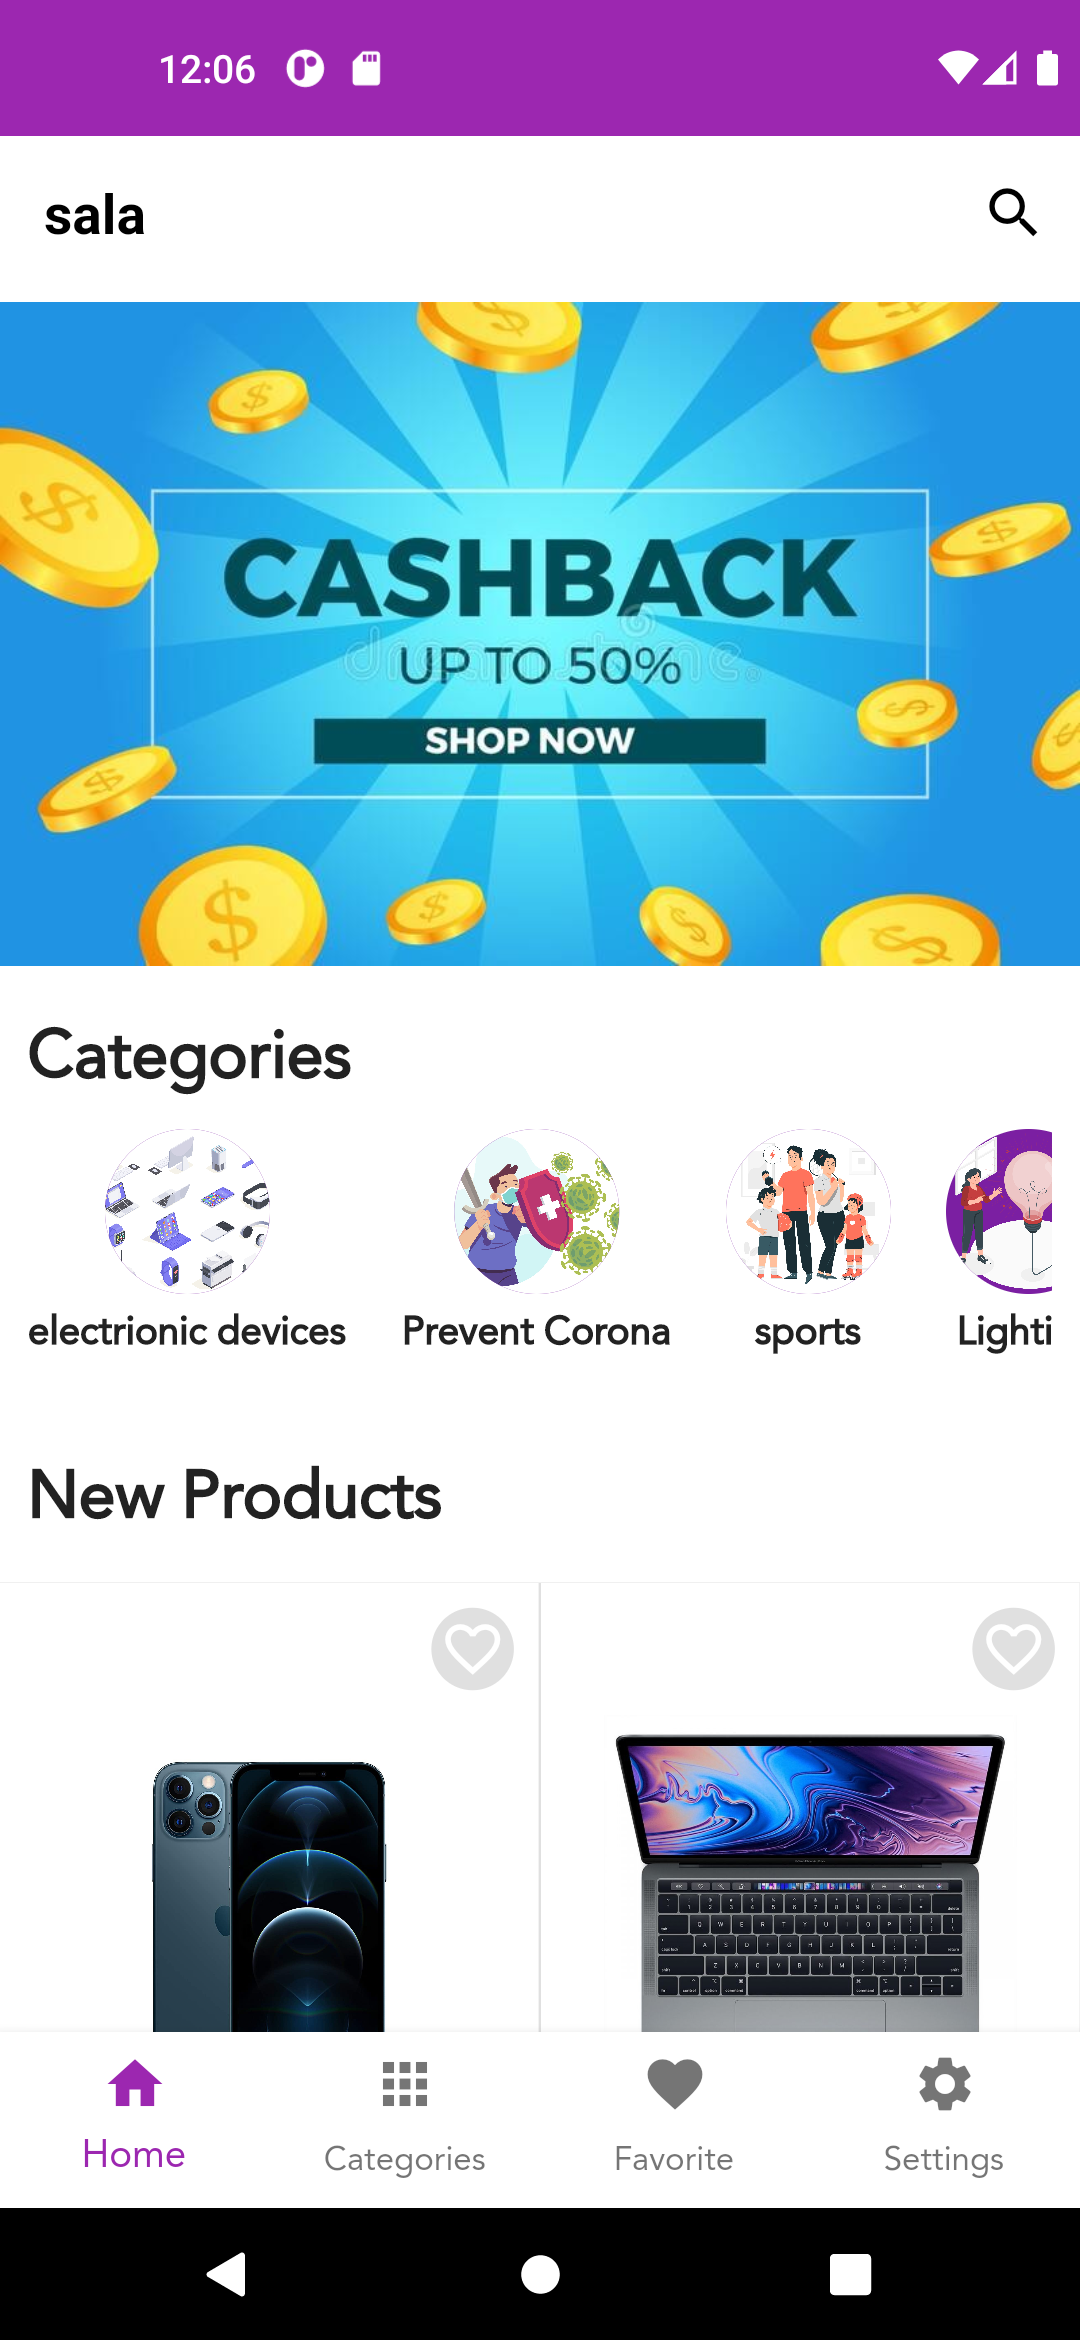 12:06
sala
CASHBACK
dreamstime.
UP TO 50%
SHOP NOW
Categories
electrionic devices
Prevent Corona
sports
Lighti
New Products
Home
Categories
Favorite
Settings